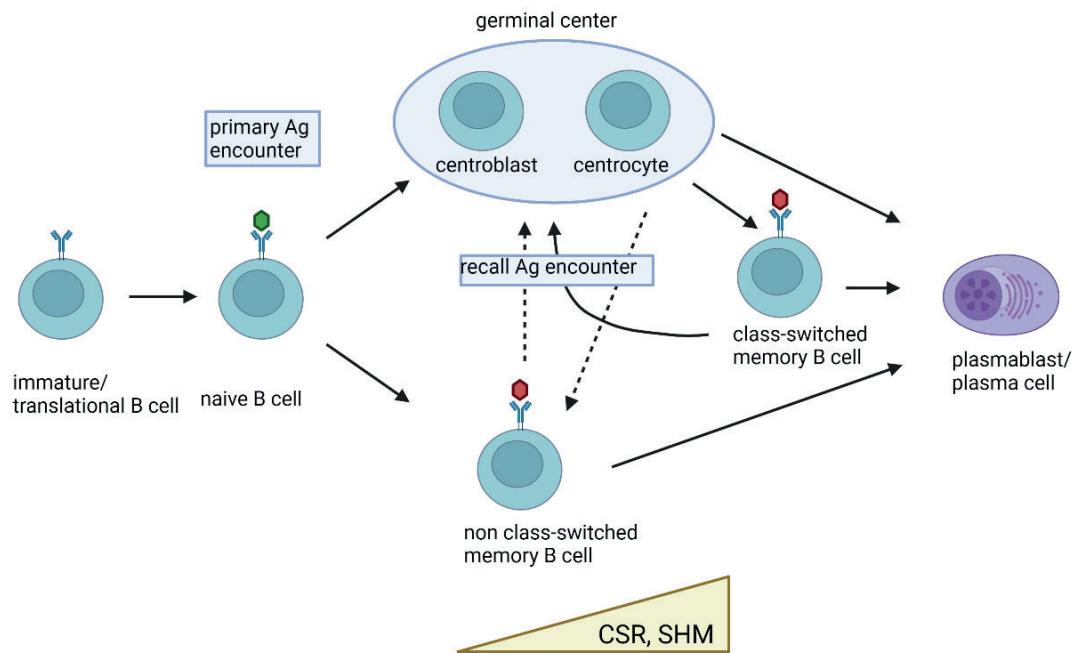 germinal center
primary Ag
encounter
centroblast
centrocyte
recall Ag encounter
immature/
translational B cell
naive B cell
class-switched
memory B cell
plasmablast/
plasma cell
non class-switched
memory B cell
CSR, SHM